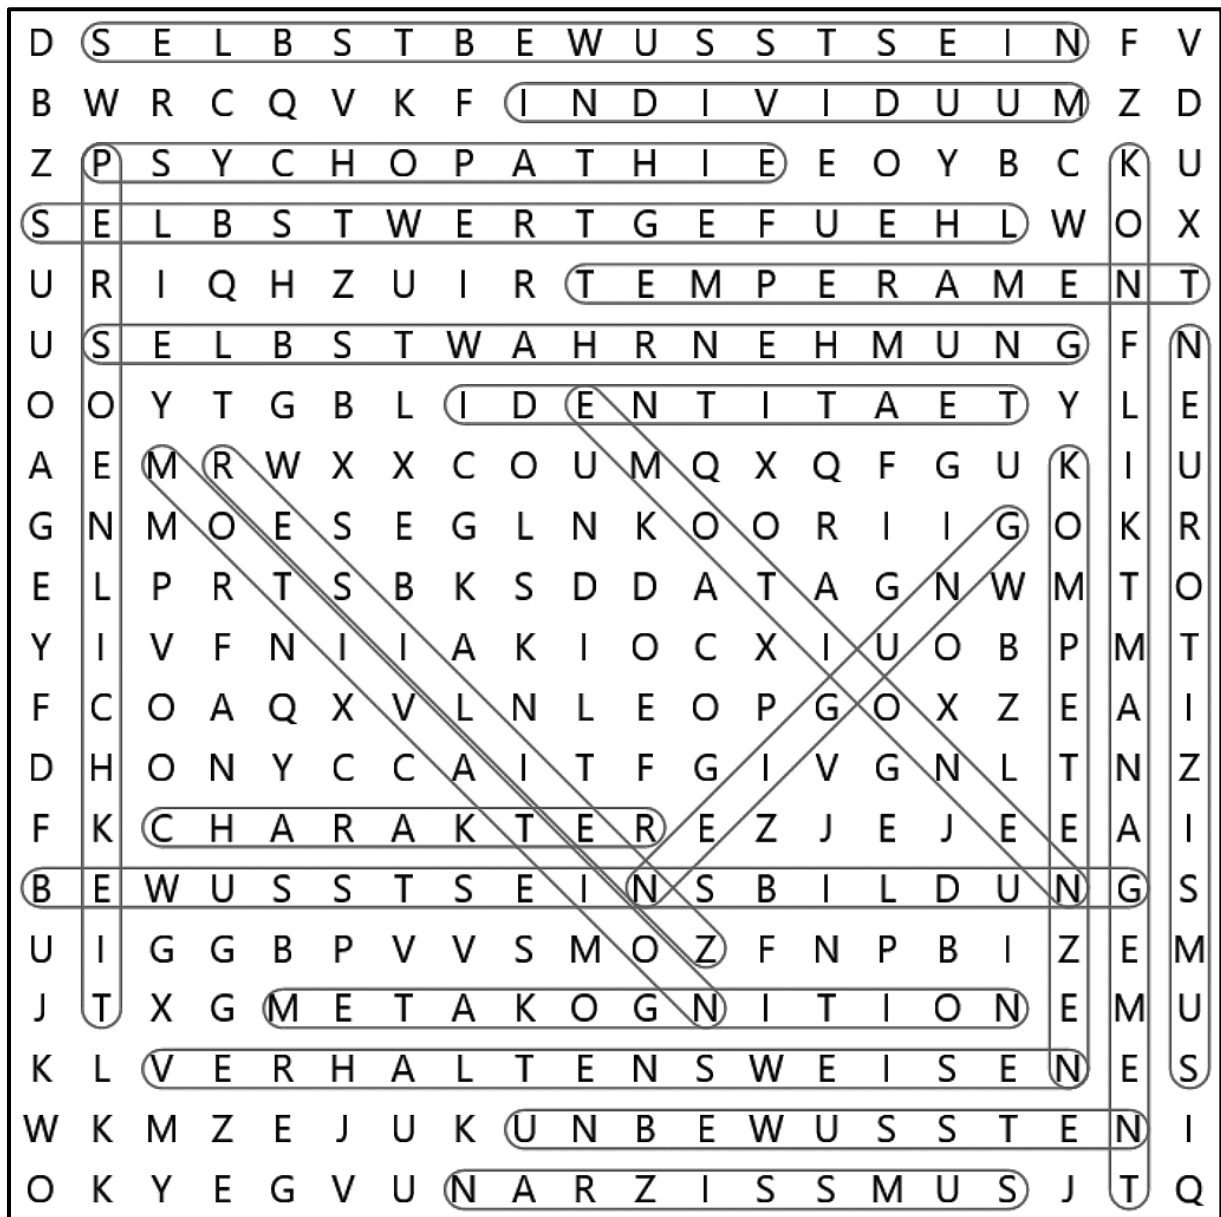 D S E L B S T B E W U S S T S E I N F V
B W R C Q V K F I N D I V I D U U M Z D
Z P S Y C H O P A T H I E E O Y B C K U
S E L B S T W E R T G E F U E H L W O X
U R I Q H Z U I R T E M P E R A M E N T
U S E L B S T W A H R N E H M U N G F N
O O Y T G B L I D E N T I T A E T Y L E
A E M R W X X C O U M Q X Q F G U K I U
G N M O E S E G L N K O O R I I G O K R
E L P R T S B K S D D A T A G N W M T O
Y I V F N I I A K I O C X I U O B P M T
F C O A Q X V L N L E O P G O X Z E A I
D H O N Y C C A I T F G I V G N L T N Z
F K C H A R A K T E R E Z J E J E E A I
B E W U S S T S E I N S B I L D U N G S
U I G G B P V V S M O Z F N P B I Z E M
J T X G M E T A K O G N I T I O N E M U
K L V E R H A L T E N S W E I S E N E S
W K M Z E J U K U N B E W U S S T E N I
O K Y E G V U N A R Z I S S M U S J T Q